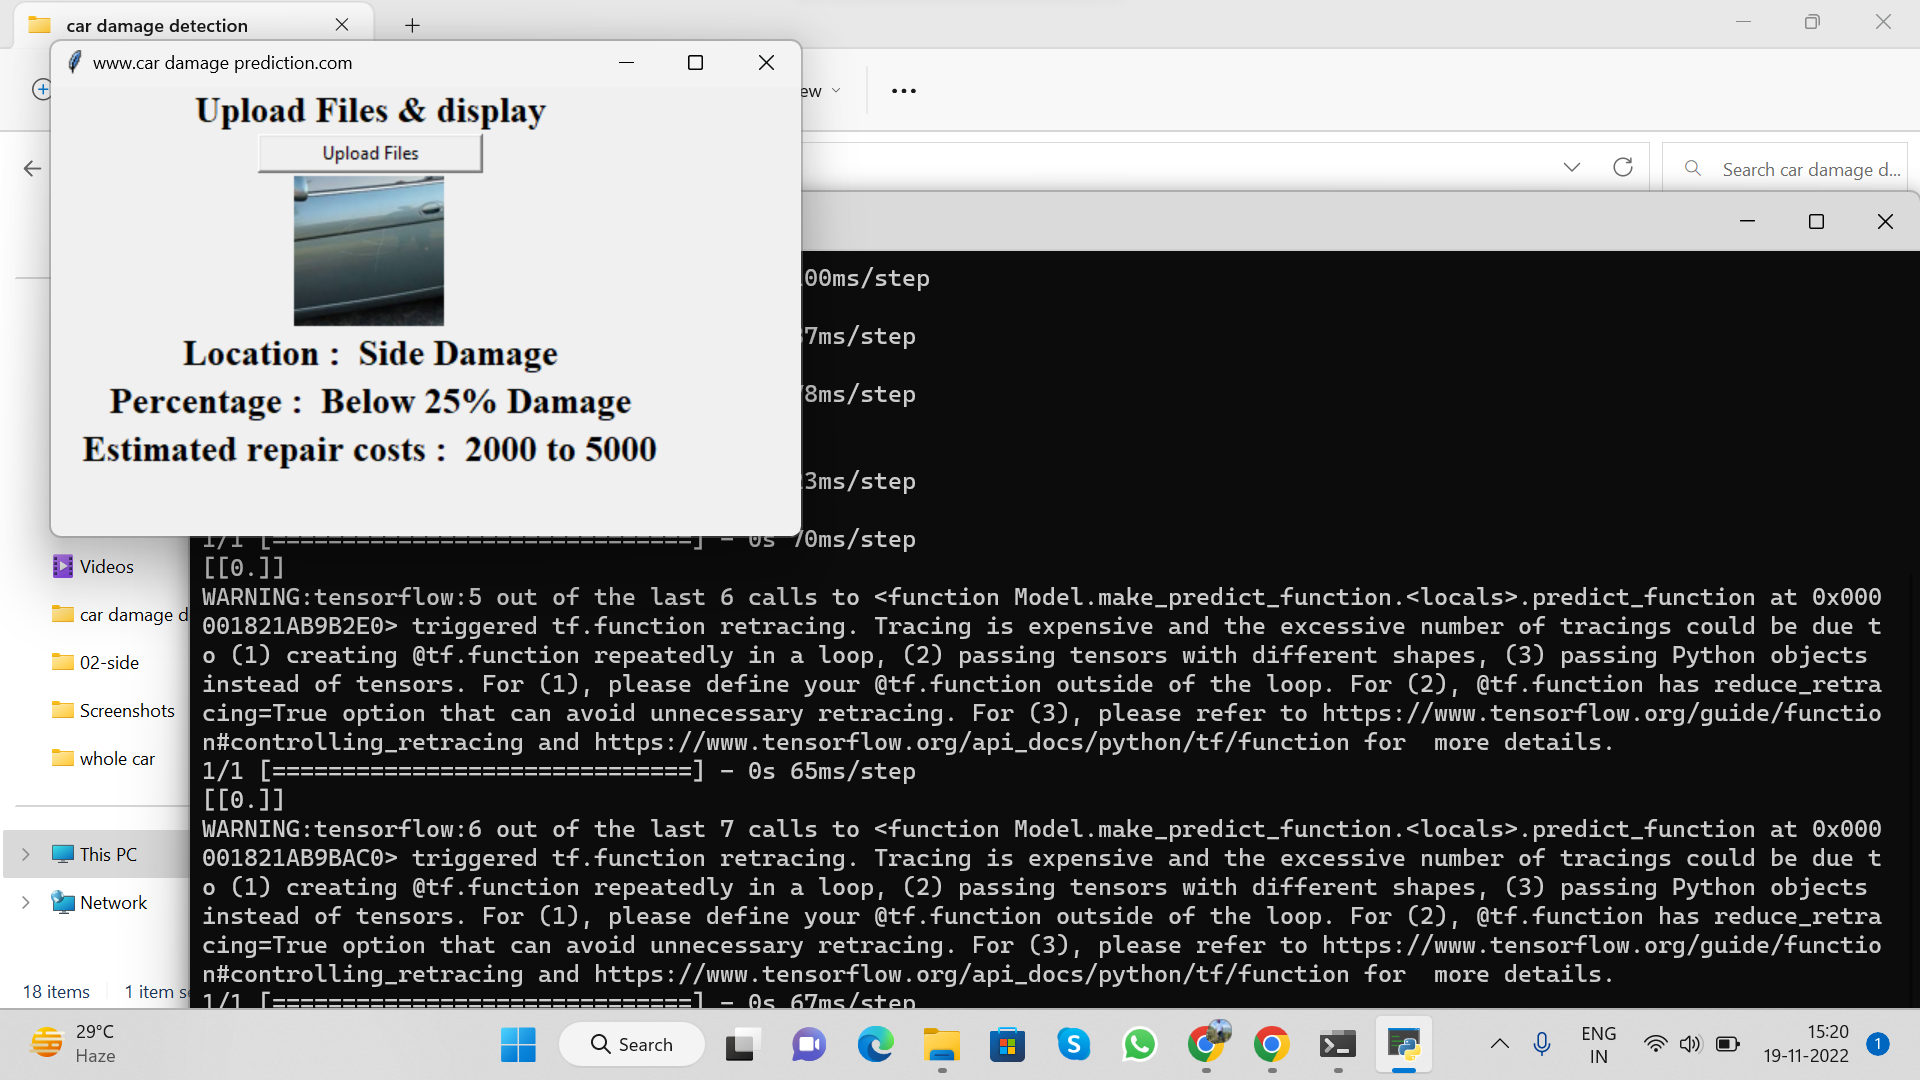 car damage detection
www.car damage prediction.com
Upload Files & display
Upload Files
Location : Side Damage
Percentage : Below 25% Damage
Estimated repair costs : 2000 to 5000
ew
Search car damage d...
00ms/step
7ms/step
8ms/step
3ms/step
1/1 [==============================] - 0s 70ms/step
[[0.]]
WARNING:tensorflow:5 out of the last 6 calls to <function Model.make_predict_function.<locals>.predict_function at 0x000
001821AB9B2E0> triggered tf.function retracing. Tracing is expensive and the excessive number of tracings could be due t
o (1) creating @tf.function repeatedly in a loop, (2) passing tensors with different shapes, (3) passing Python objects
instead of tensors. For (1), please define your @tf.function outside of the loop. For (2), @tf.function has reduce_retra
cing=True option that can avoid unnecessary retracing. For (3), please refer to https://www.tensorflow.org/guide/functio
n#controlling_retracing and https://www.tensorflow.org/api_docs/python/tf/function for  more details.
1/1 [==============================] - 0s 65ms/step
[[0.]]
WARNING:tensorflow:6 out of the last 7 calls to <function Model.make_predict_function.<locals>.predict_function at 0x000
001821AB9BAC0> triggered tf.function retracing. Tracing is expensive and the excessive number of tracings could be due t
o (1) creating @tf.function repeatedly in a loop, (2) passing tensors with different shapes, (3) passing Python objects
instead of tensors. For (1), please define your @tf.function outside of the loop. For (2), @tf.function has reduce_retra
cing=True option that can avoid unnecessary retracing. For (3), please refer to https://www.tensorflow.org/guide/functio
n#controlling_retracing and https://www.tensorflow.org/api_docs/python/tf/function for  more details.
1/1 [==============================] - 0s 67ms/step
Videos
car damage d
02-side
Screenshots
whole car
This PC
Network
18 items
1 item se
29°C
Haze
Search
ENG
IN
15:20
19-11-2022
1